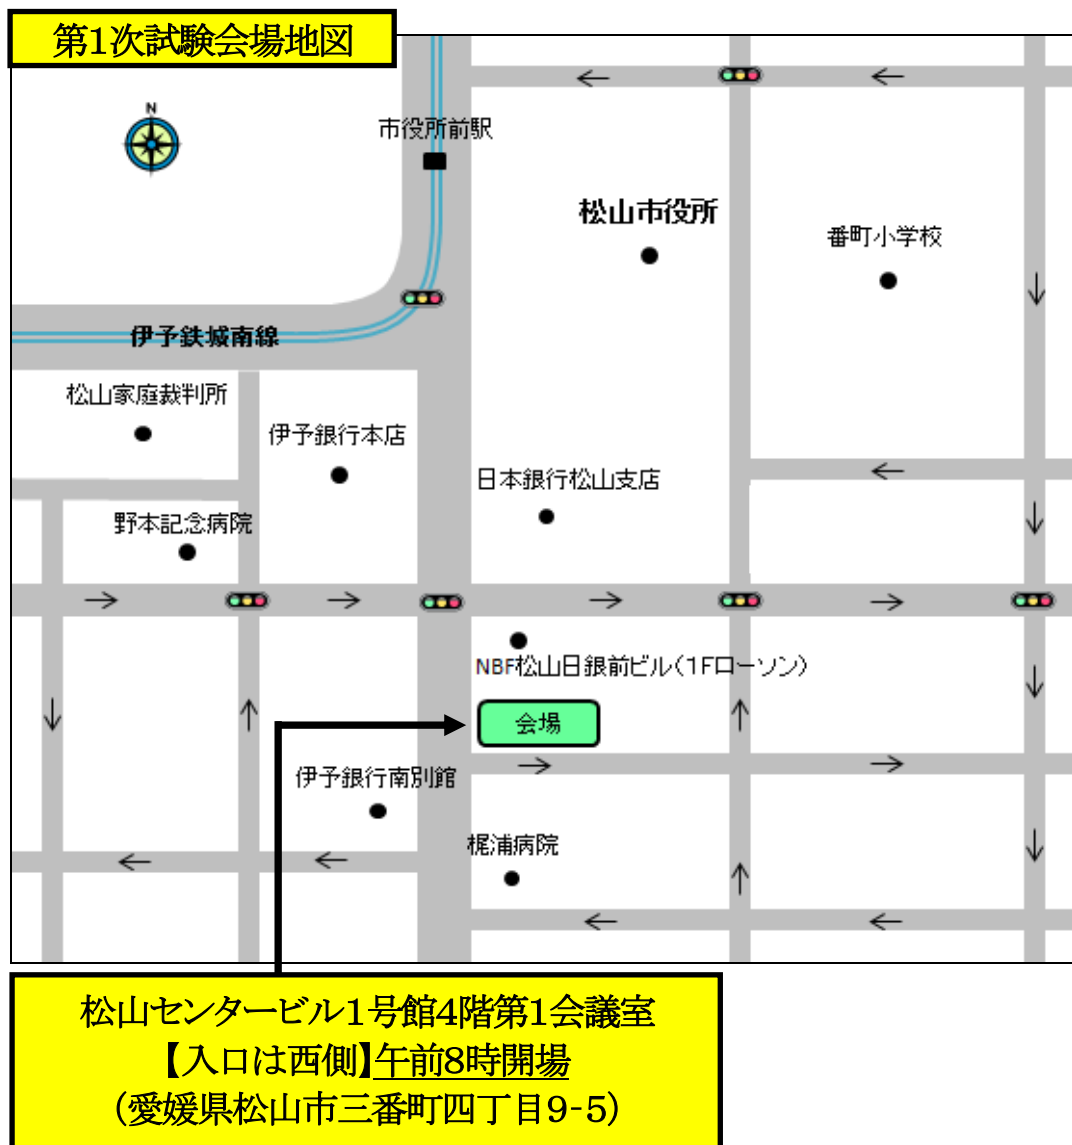 第1次試験会場地図
N
市役所前駅
松山市役所
番町小学校
伊予鉄城南線
松山家庭裁判所
伊予銀行本店
日本銀行松山支店
野本記念病院
NBF松山日銀前ビル(1Fローソン)
会場
伊予銀行南別館
梶浦病院
松山センタービル1号館4階第1会議室
【入口は西側】午前8時開場
(愛媛県松山市三番町四丁目9-5)